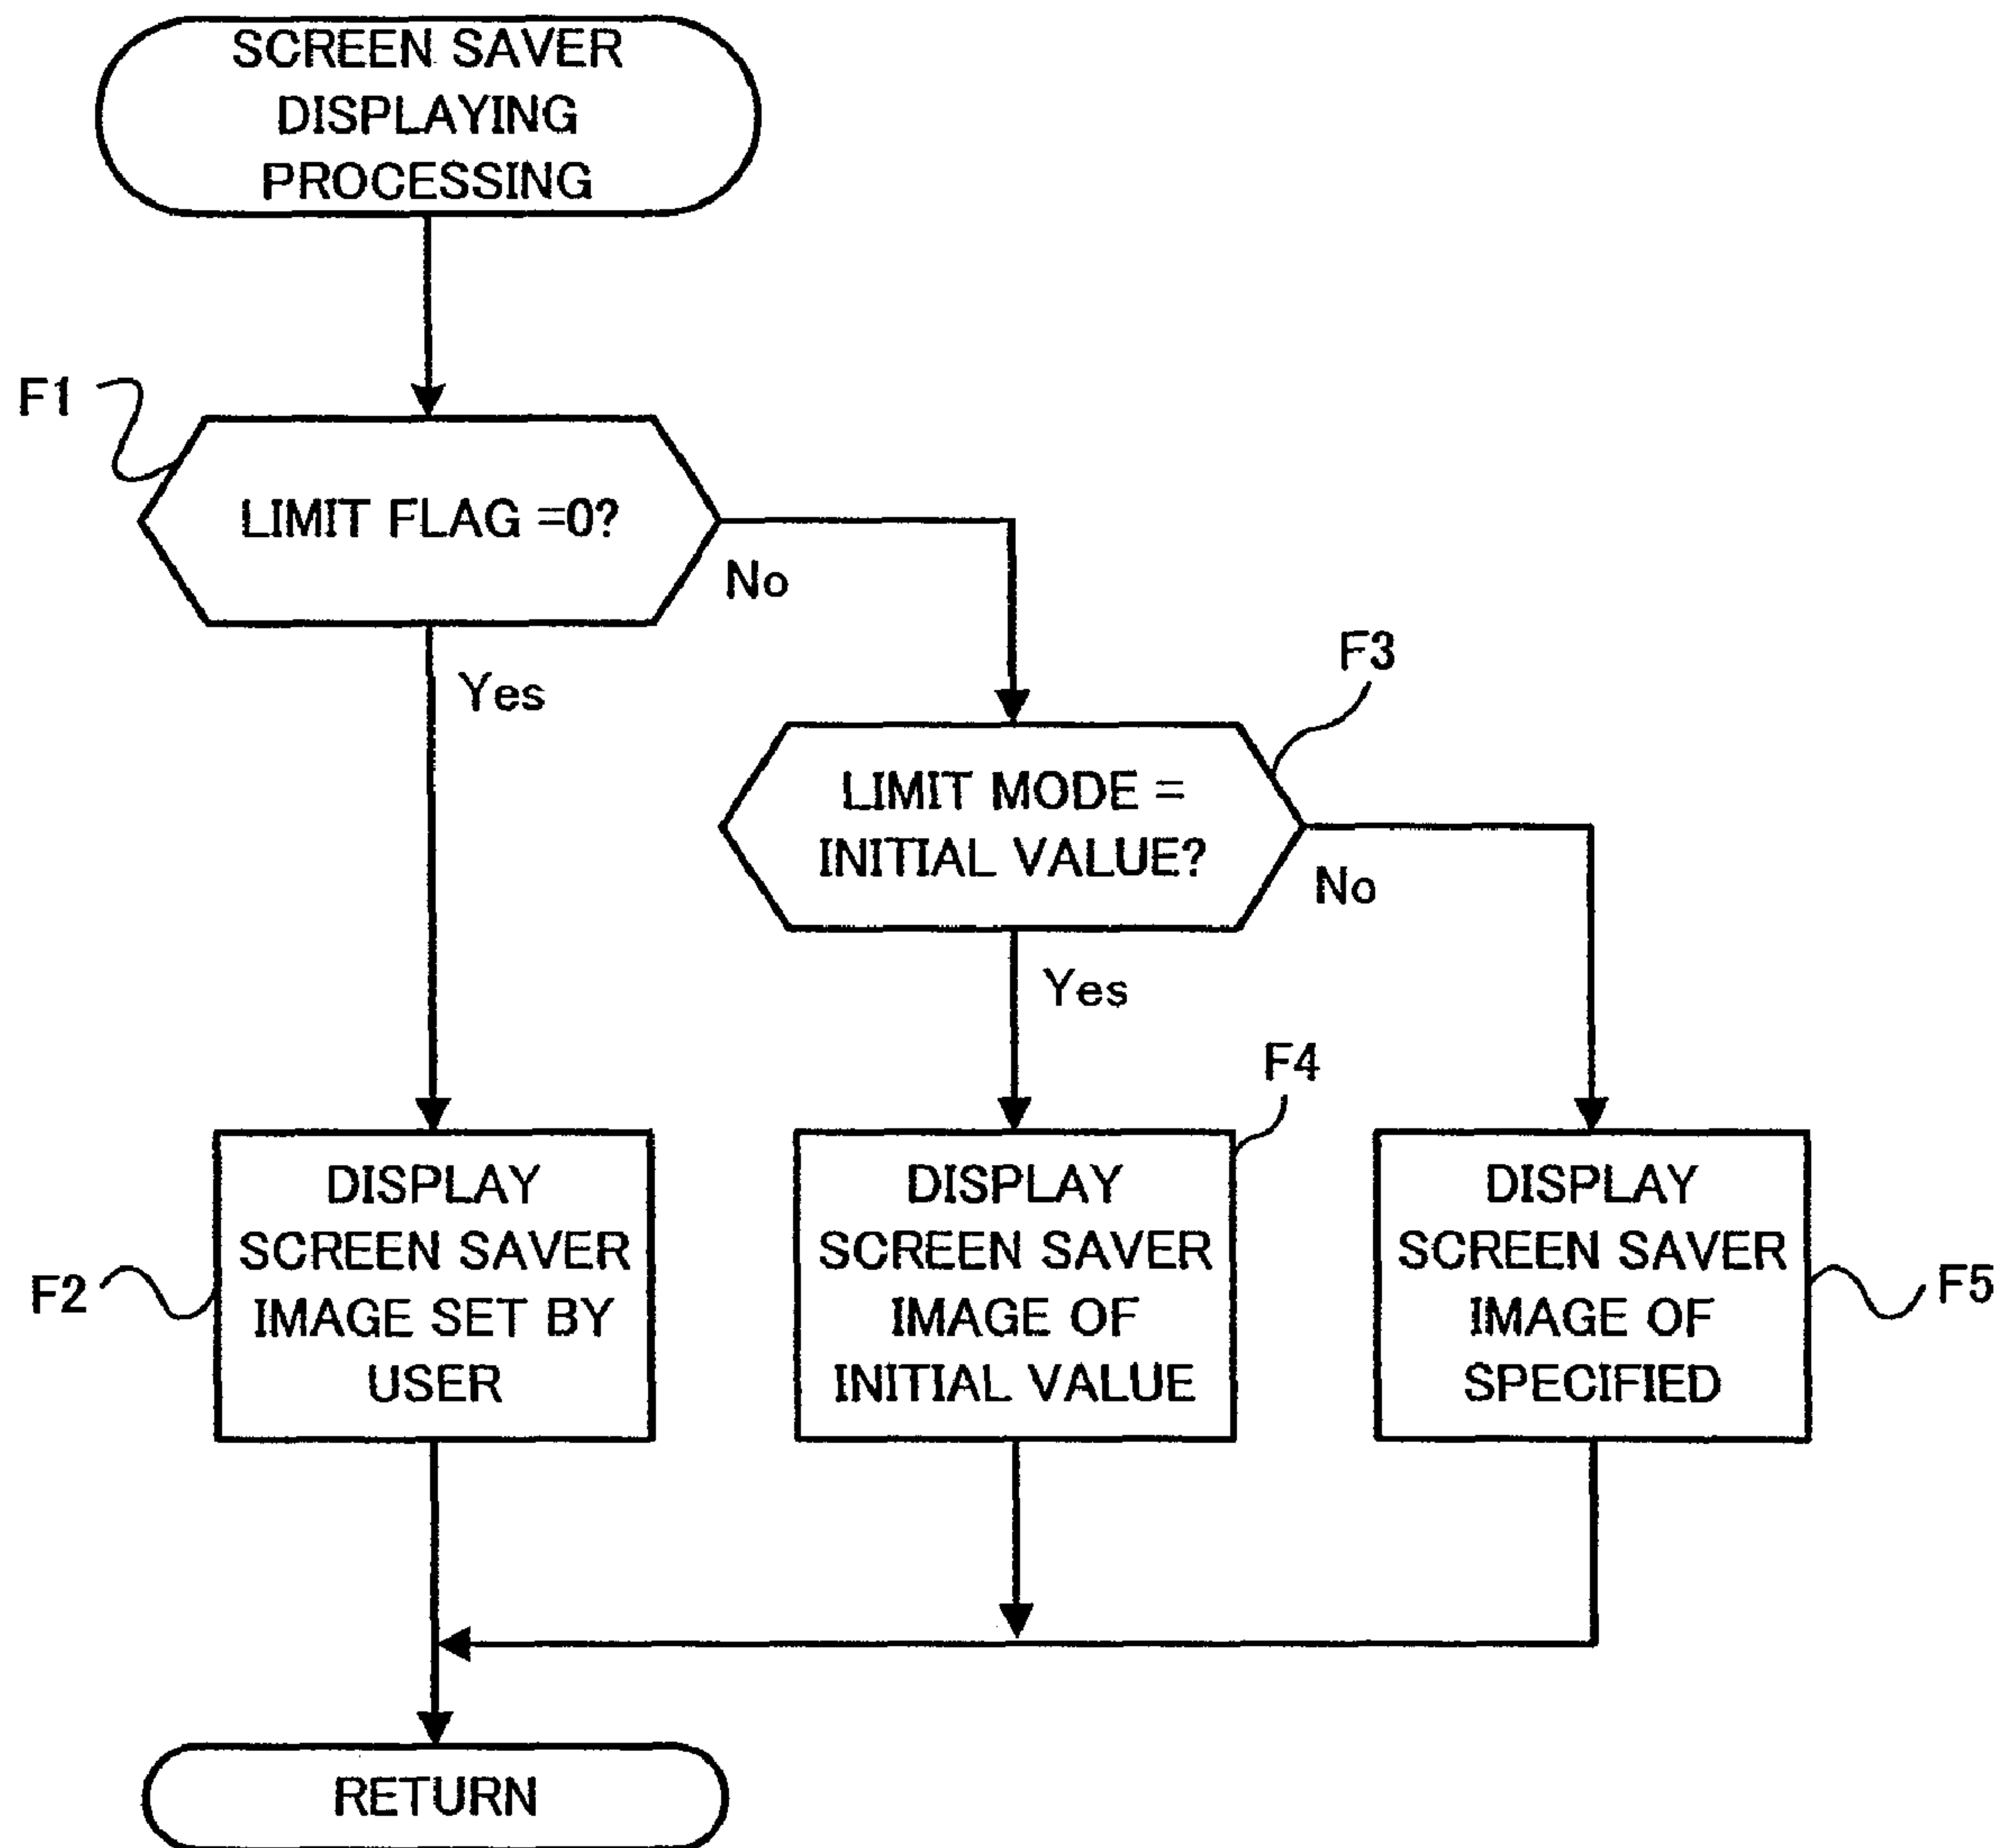 SCREEN SAVER
DISPLAYING
PROCESSING
F1
LIMIT FLAG =0?
No
Yes
F3
LIMIT MODE =
INITIAL VALUE?
No
Yes
F4
DISPLAY
SCREEN SAVER
IMAGE SET BY
USER
F2
DISPLAY
SCREEN SAVER
IMAGE OF
INITIAL VALUE
DISPLAY
SCREEN SAVER
IMAGE OF
SPECIFIED
F5
RETURN